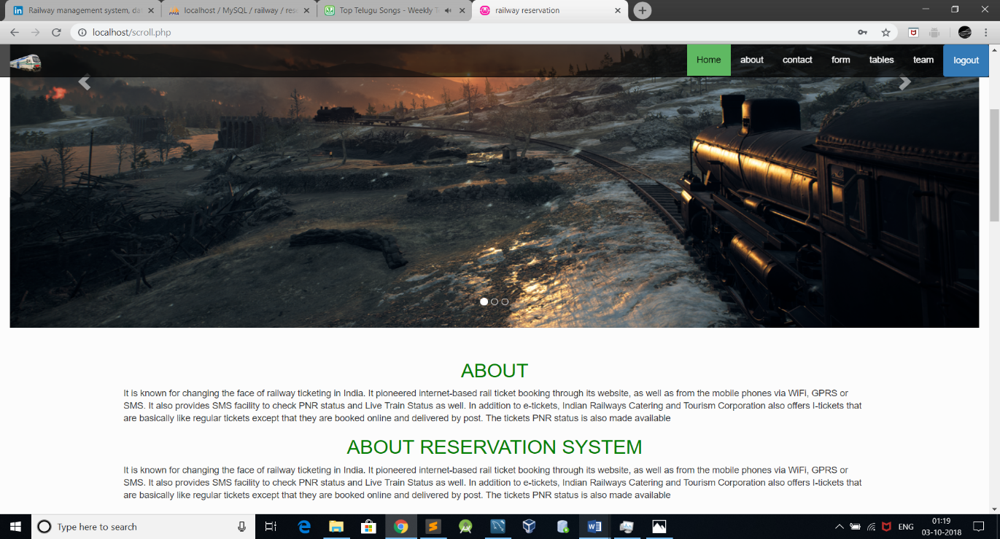 Railway management system, da
localhost / MySQL / railway / rese
Top Telugu Songs - Weekly T
railway reservation
localhost/scroll.php
Home about contact form tables team logout
ABOUT
It is known for changing the face of railway ticketing in India. It pioneered internet-based rail ticket booking through its website, as well as from the mobile phones via WiFi, GPRS or
SMS. It also provides SMS facility to check PNR status and Live Train Status as well. In addition to e-tickets, Indian Railways Catering and Tourism Corporation also offers I-tickets that
are basically like regular tickets except that they are booked online and delivered by post. The tickets PNR status is also made available
ABOUT RESERVATION SYSTEM
It is known for changing the face of railway ticketing in India. It pioneered internet-based rail ticket booking through its website, as well as from the mobile phones via WiFi, GPRS or
SMS. It also provides SMS facility to check PNR status and Live Train Status as well. In addition to e-tickets, Indian Railways Catering and Tourism Corporation also offers I-tickets that
are basically like regular tickets except that they are booked online and delivered by post. The tickets PNR status is also made available
Type here to search
ENG
01:19
03-10-2018